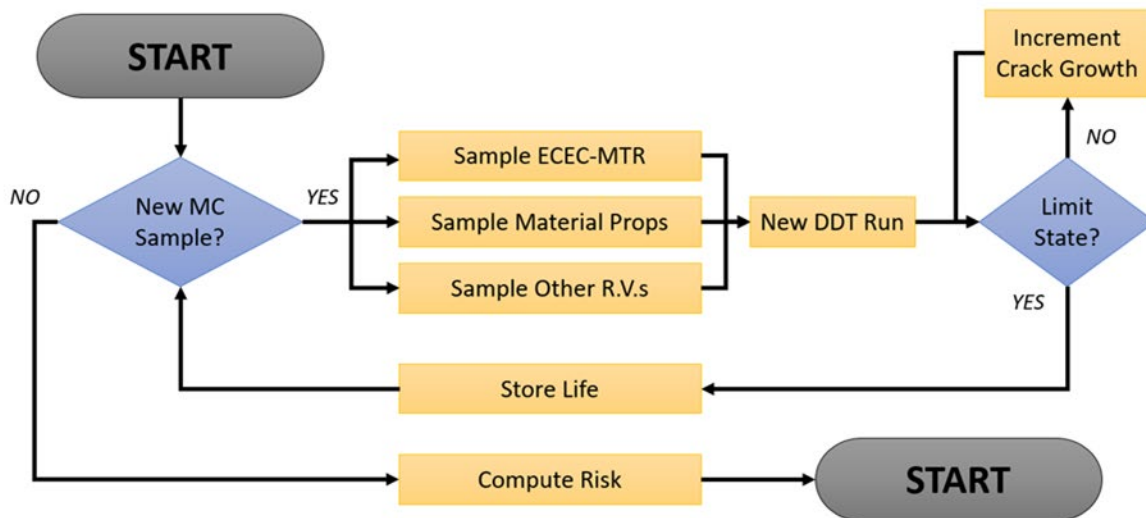 START
Increment
Crack Growth
NO
NO
YES
New MC
Sample?
Sample ECEC-MTR
Sample Material Props
Sample Other R.V.s
New DDT Run
Limit
State?
YES
Store Life
Compute Risk
START